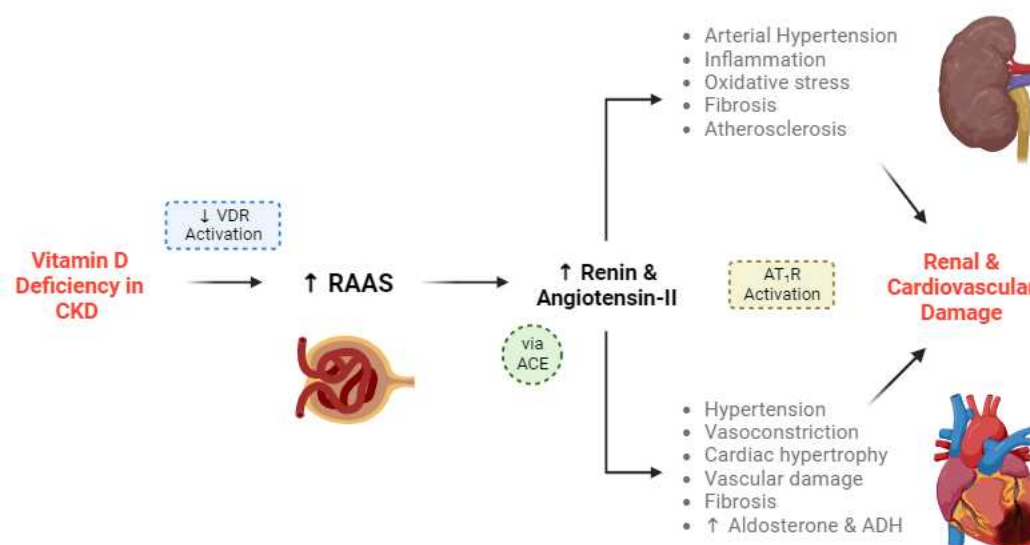 Vitamin D
Deficiency in
CKD
↓ VDR
Activation
↑ RAAS
↑ Renin &
Angiotensin-II
via
ACE
• Arterial Hypertension
• Inflammation
• Oxidative stress
• Fibrosis
• Atherosclerosis
AT₁R
Activation
• Hypertension
• Vasoconstriction
• Cardiac hypertrophy
• Vascular damage
• Fibrosis
• ↑ Aldosterone & ADH
Renal &
Cardiovascular
Damage